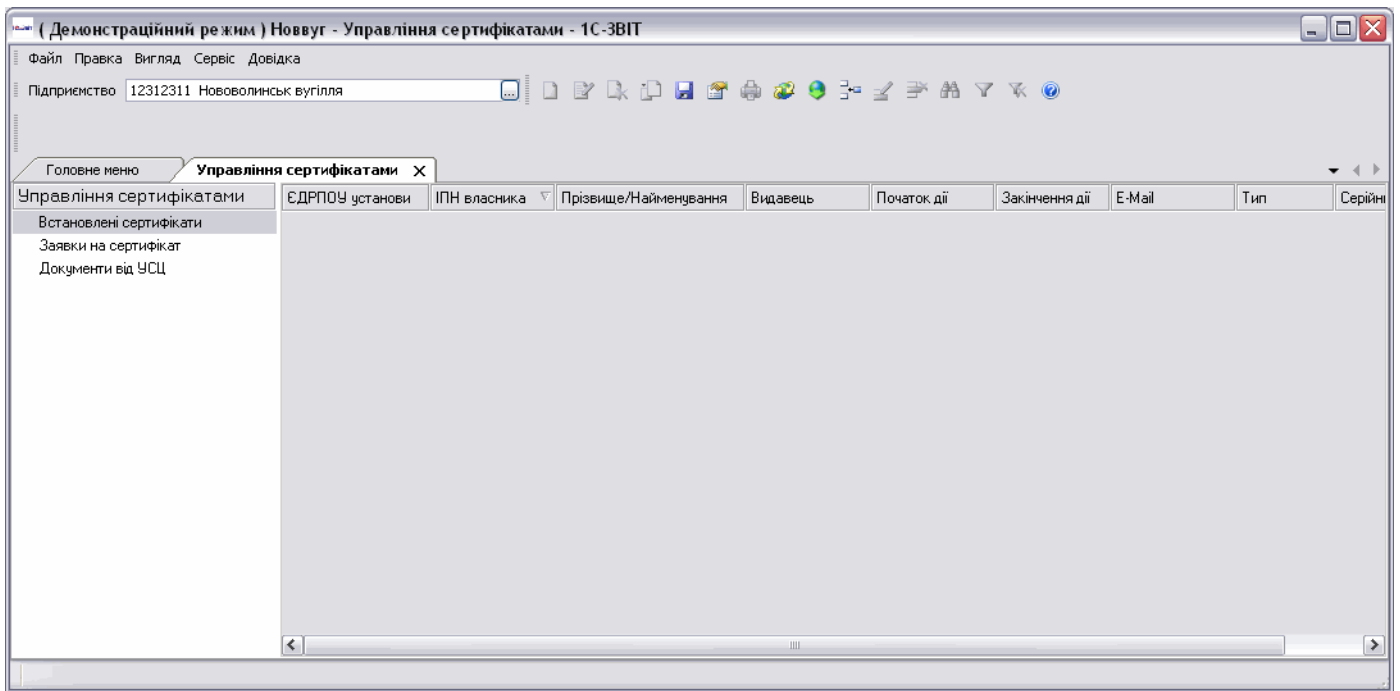 ( Демонстраційний режим ) Новвуг - Управління сертифікатами - 1С-ЗВІТ
Файл Правка Вигляд Сервіс Довідка
Підприємство 12312311 Нововолинськ вугілля ...
Головне меню Управління сертифікатами
Управління сертифікатами ЄДРПОУ установи ІПН власника Прізвище/Найменування Видавець Початок дії Закінчення дії E-Mail Тип Серійн
Встановлені сертифікати
Заявки на сертифікат
Документи від УСЦ